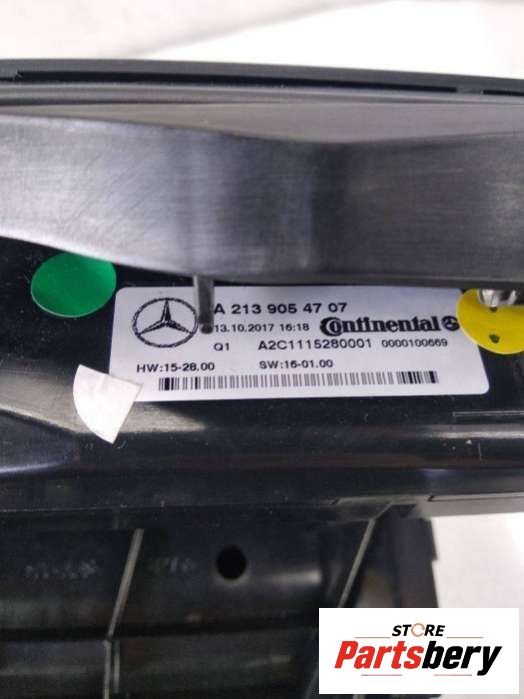 A 213 905 47 07
13.10.2017 16:18 Continental
Q1 A2C1115280001 0000100669
HW:15-28.00 SW:16-01.00
STORE
Partsbery